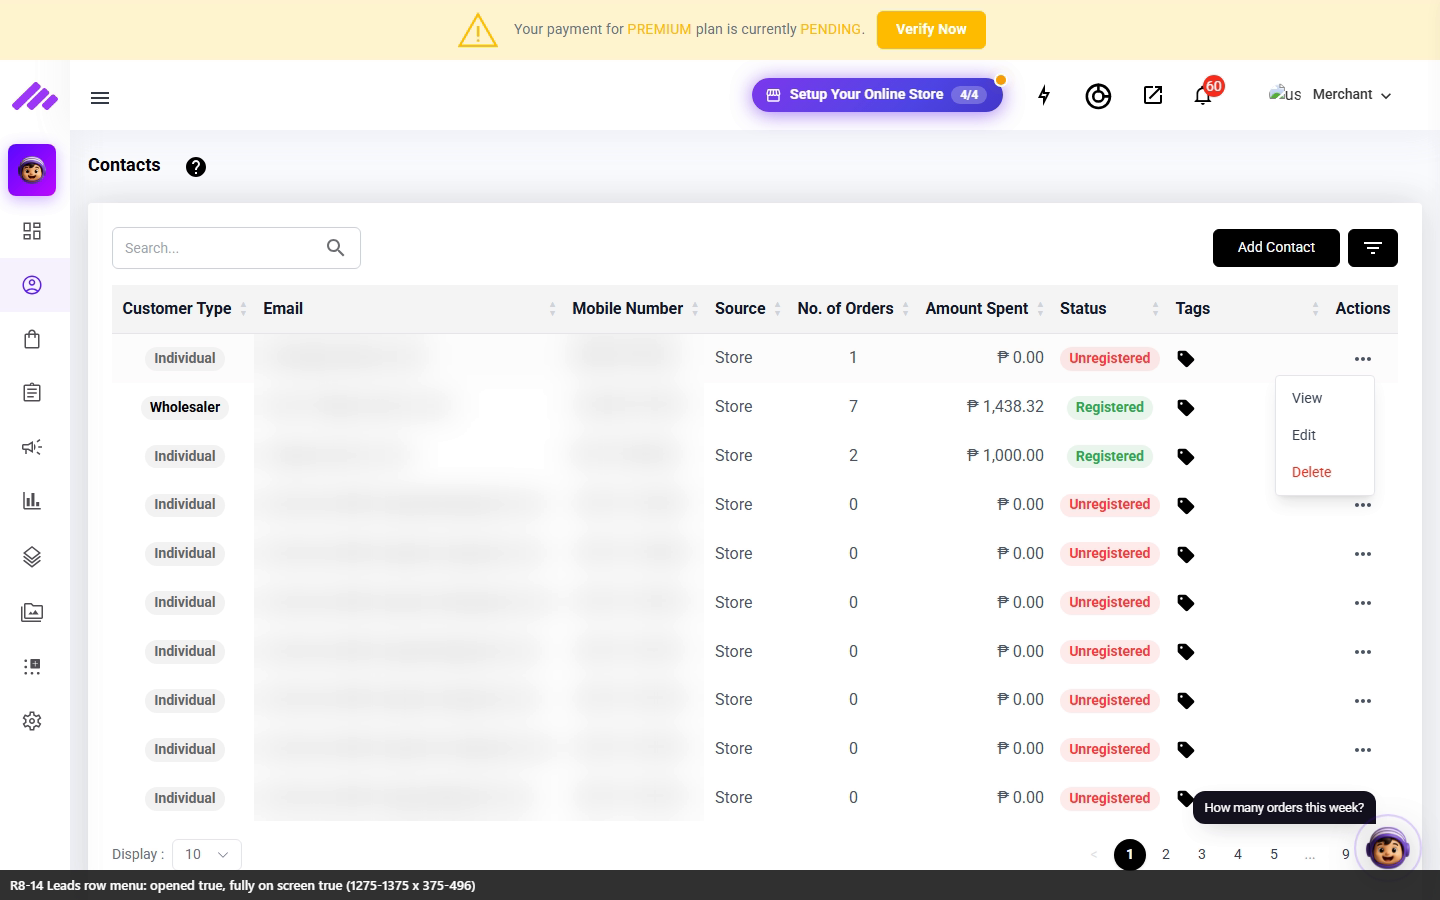 Your payment for PREMIUM plan is currently PENDING. Verify Now
Setup Your Online Store 4/4
60
us Merchant
Contacts
Search...
Add Contact
Customer Type Email Mobile Number Source No. of Orders Amount Spent Status Tags Actions
Individual Store 1 ₱ 0.00 Unregistered
Wholesaler Store 7 ₱ 1,438.32 Registered
Individual Store 2 ₱ 1,000.00 Registered
View
Edit
Delete
Individual Store 0 ₱ 0.00 Unregistered
Individual Store 0 ₱ 0.00 Unregistered
Individual Store 0 ₱ 0.00 Unregistered
Individual Store 0 ₱ 0.00 Unregistered
Individual Store 0 ₱ 0.00 Unregistered
Individual Store 0 ₱ 0.00 Unregistered
Individual Store 0 ₱ 0.00 Unregistered
How many orders this week?
Display : 10 < 1 2 3 4 5 ... 9
R8-14 Leads row menu: opened true, fully on screen true (1275-1375 x 375-496)